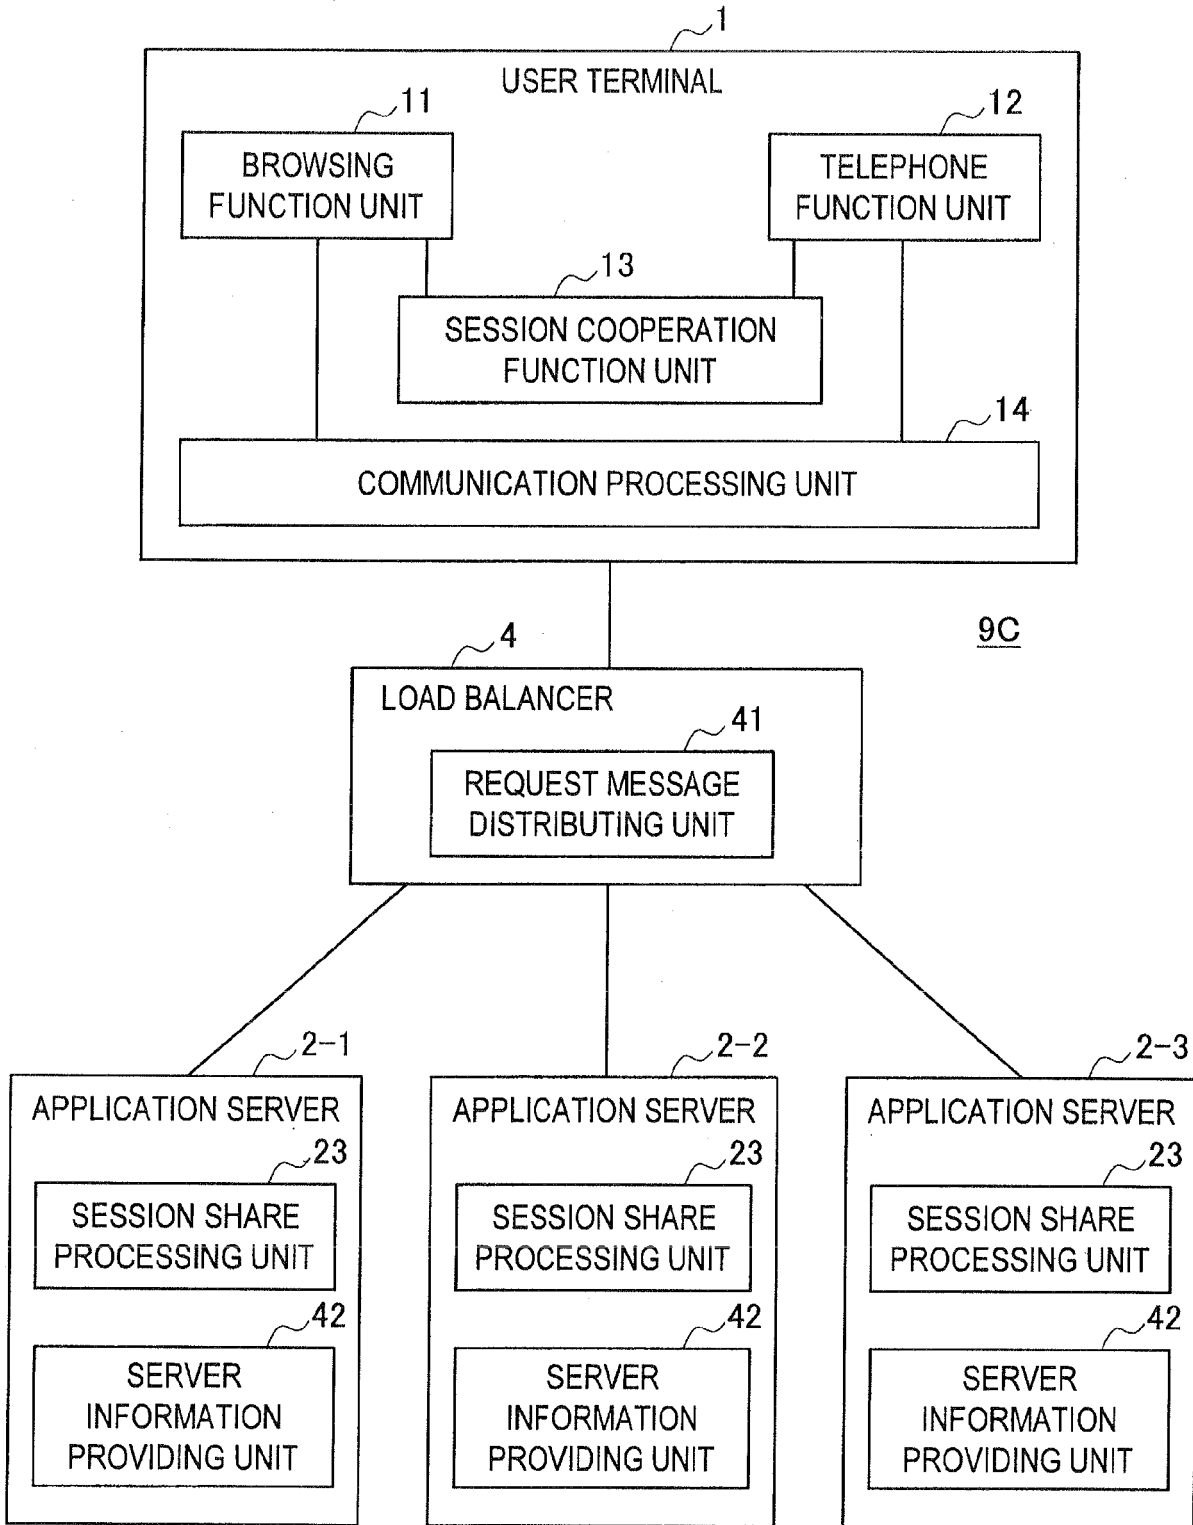 1
USER TERMINAL
11
12
BROWSING
FUNCTION UNIT
TELEPHONE
FUNCTION UNIT
13
SESSION COOPERATION
FUNCTION UNIT
14
COMMUNICATION PROCESSING UNIT
9C
4
LOAD BALANCER
41
REQUEST MESSAGE
DISTRIBUTING UNIT
2-1
APPLICATION SERVER
23
SESSION SHARE
PROCESSING UNIT
42
SERVER
INFORMATION
PROVIDING UNIT
2-2
APPLICATION SERVER
23
SESSION SHARE
PROCESSING UNIT
42
SERVER
INFORMATION
PROVIDING UNIT
2-3
APPLICATION SERVER
23
SESSION SHARE
PROCESSING UNIT
42
SERVER
INFORMATION
PROVIDING UNIT